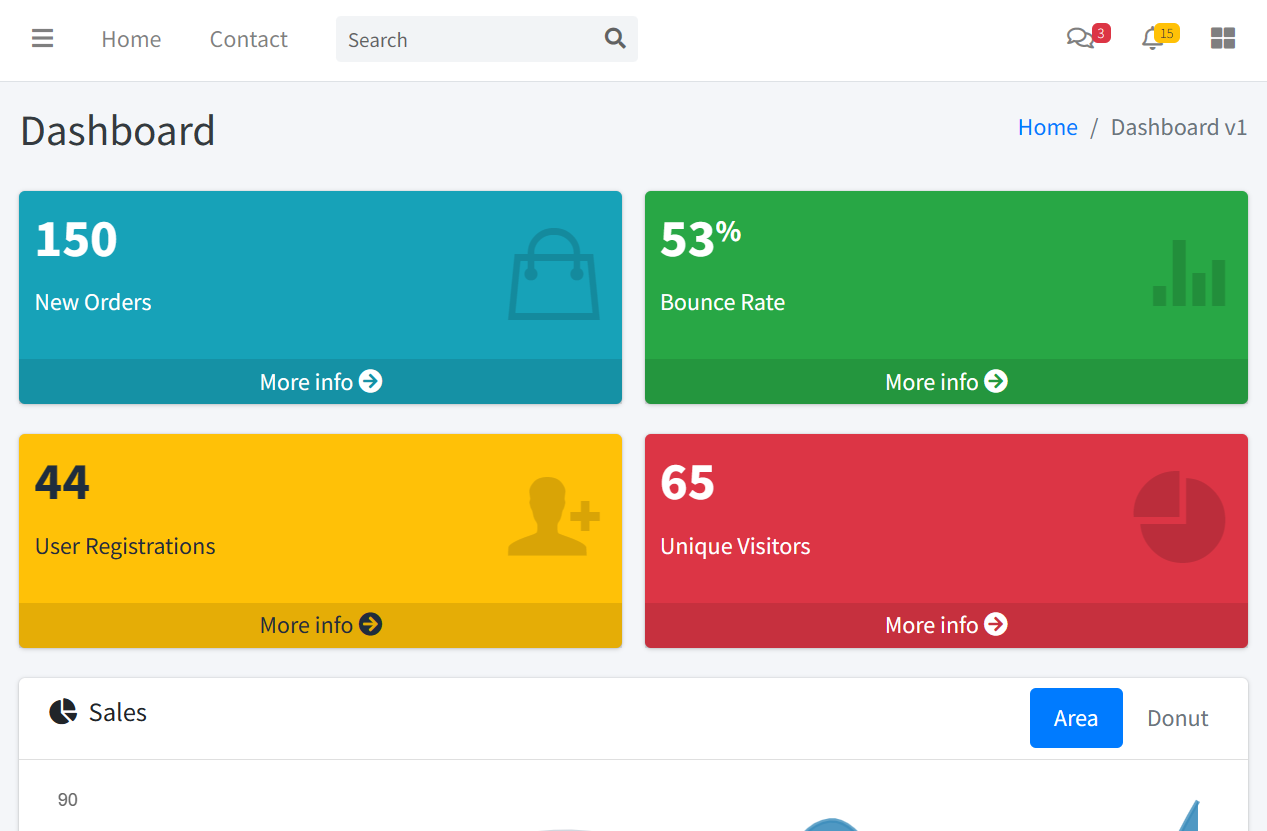 Home Contact Search 3 15
Dashboard Home / Dashboard v1
150
New Orders
More info
53%
Bounce Rate
More info
44
User Registrations
More info
65
Unique Visitors
More info
Sales Area Donut
90